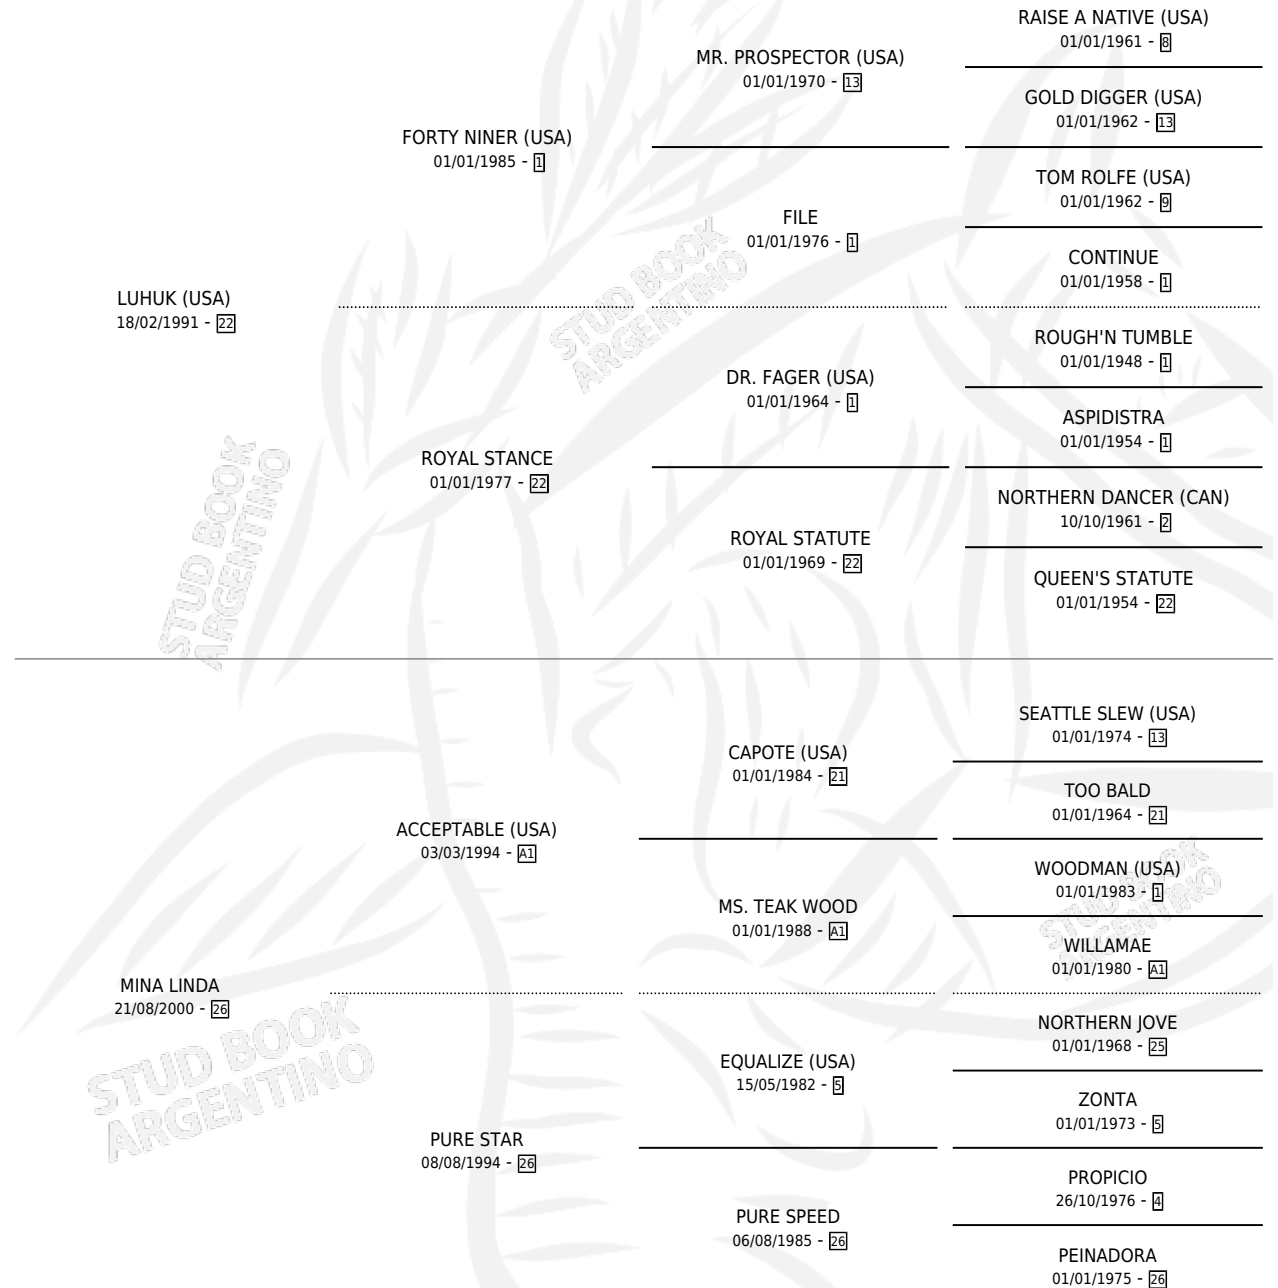 RAISE A NATIVE (USA)
01/01/1961 - 8
MR. PROSPECTOR (USA)
01/01/1970 - 13
GOLD DIGGER (USA)
01/01/1962 - 13
FORTY NINER (USA)
01/01/1985 - 1
TOM ROLFE (USA)
01/01/1962 - 9
FILE
01/01/1976 - 1
CONTINUE
01/01/1958 - 1
LUHUK (USA)
18/02/1991 - 22
ROUGH'N TUMBLE
01/01/1948 - 1
DR. FAGER (USA)
01/01/1964 - 1
ASPIDISTRA
01/01/1954 - 1
ROYAL STANCE
01/01/1977 - 22
NORTHERN DANCER (CAN)
10/10/1961 - 2
ROYAL STATUTE
01/01/1969 - 22
QUEEN'S STATUTE
01/01/1954 - 22
SEATTLE SLEW (USA)
01/01/1974 - 13
CAPOTE (USA)
01/01/1984 - 21
TOO BALD
01/01/1964 - 21
ACCEPTABLE (USA)
03/03/1994 - A1
WOODMAN (USA)
01/01/1983 - 1
MS. TEAK WOOD
01/01/1988 - A1
WILLAMAE
01/01/1980 - A1
MINA LINDA
21/08/2000 - 26
NORTHERN JOVE
01/01/1968 - 25
EQUALIZE (USA)
15/05/1982 - 5
ZONTA
01/01/1973 - 5
PURE STAR
08/08/1994 - 26
PROPICIO
26/10/1976 - 4
PURE SPEED
06/08/1985 - 26
PEINADORA
01/01/1975 - 26
STUD BOOK
ARGENTINO
STUD BOOK
ARGENTINO
STUD BOOK
ARGENTINO
STUD BOOK
ARGENTINO